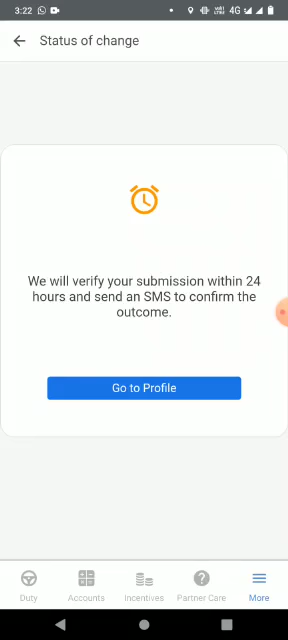 3:22 4G
Status of change
We will verify your submission within 24
hours and send an SMS to confirm the
outcome.
Go to Profile
Duty Accounts Incentives Partner Care More